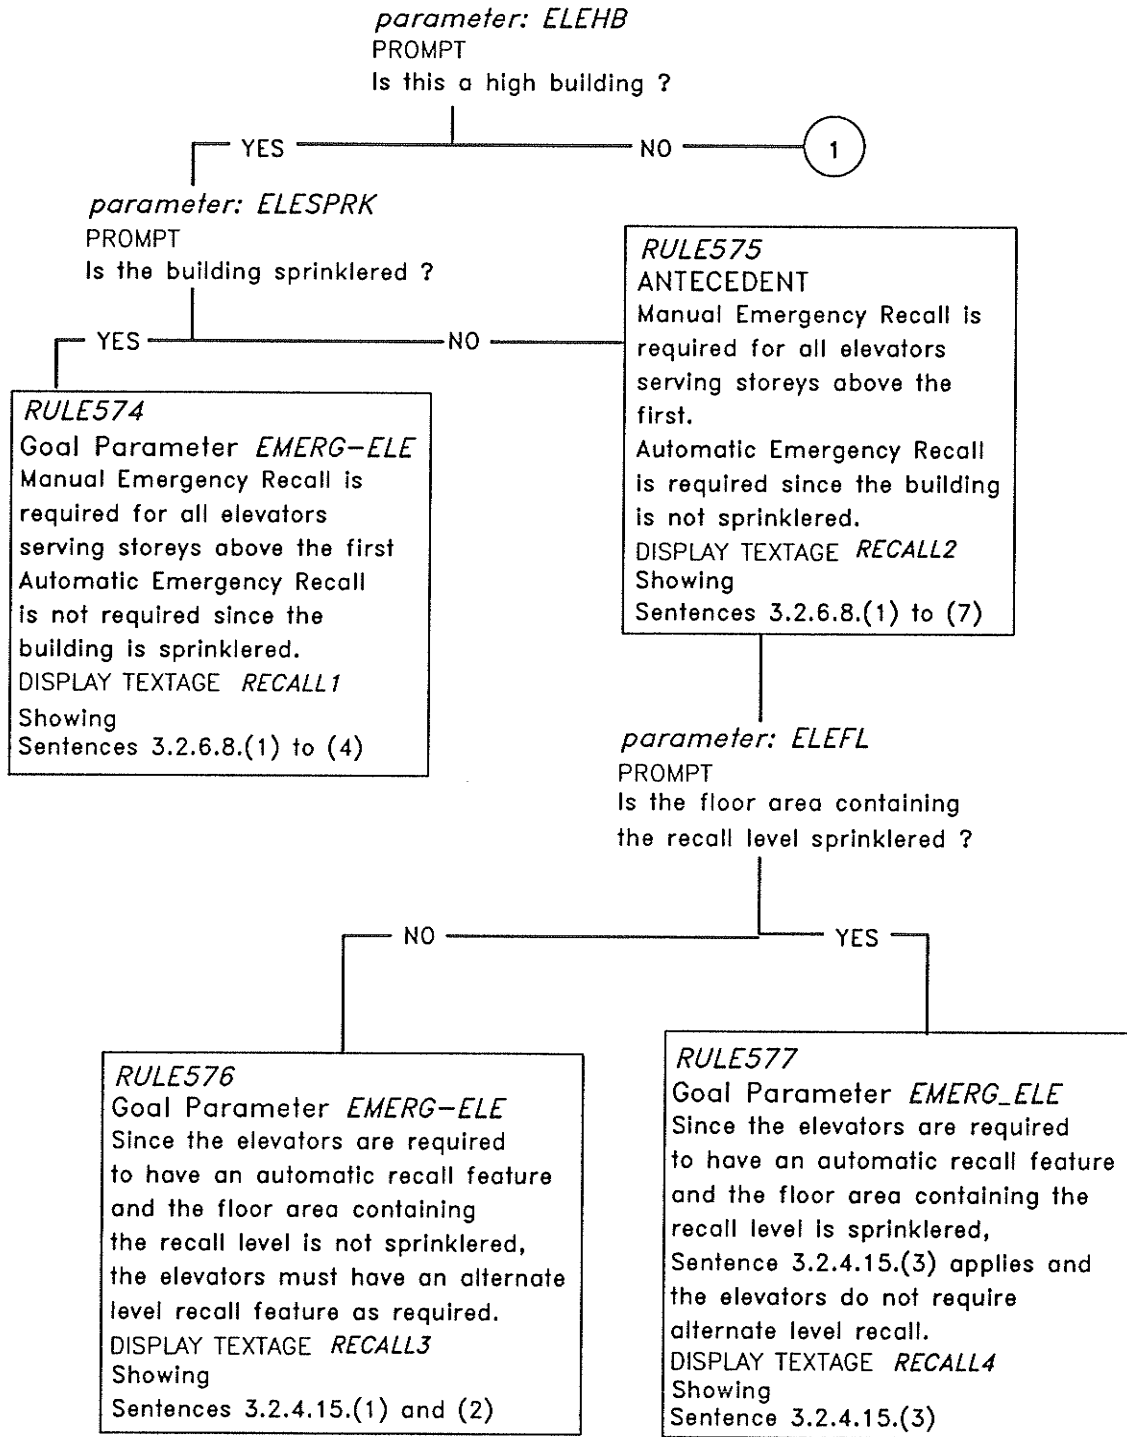 parameter: ELEHB
PROMPT
Is this a high building ?
YES
NO
1
parameter: ELESPRK
PROMPT
Is the building sprinklered ?
YES
NO
RULE575
ANTECEDENT
Manual Emergency Recall is
required for all elevators
serving storeys above the
first.
Automatic Emergency Recall
is required since the building
is not sprinklered.
DISPLAY TEXTAGE RECALL2
Showing
Sentences 3.2.6.8.(1) to (7)
RULE574
Goal Parameter EMERG-ELE
Manual Emergency Recall is
required for all elevators
serving storeys above the first
Automatic Emergency Recall
is not required since the
building is sprinklered.
DISPLAY TEXTAGE RECALL1
Showing
Sentences 3.2.6.8.(1) to (4)
parameter: ELEFL
PROMPT
Is the floor area containing
the recall level sprinklered ?
NO
YES
RULE576
Goal Parameter EMERG-ELE
Since the elevators are required
to have an automatic recall feature
and the floor area containing
the recall level is not sprinklered,
the elevators must have an alternate
level recall feature as required.
DISPLAY TEXTAGE RECALL3
Showing
Sentences 3.2.4.15.(1) and (2)
RULE577
Goal Parameter EMERG_ELE
Since the elevators are required
to have an automatic recall feature
and the floor area containing the
recall level is sprinklered,
Sentence 3.2.4.15.(3) applies and
the elevators do not require
alternate level recall.
DISPLAY TEXTAGE RECALL4
Showing
Sentence 3.2.4.15.(3)